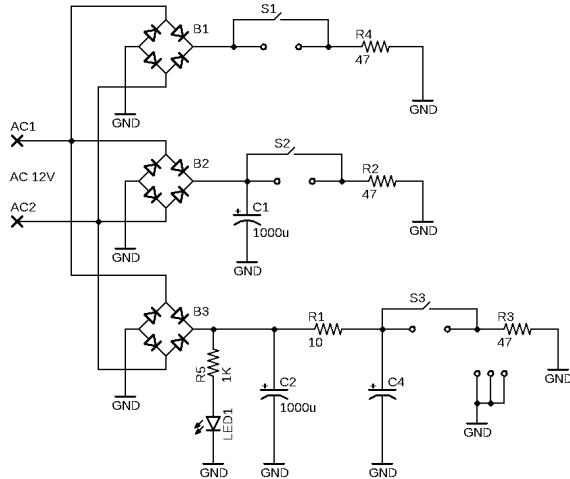 S1
B1
R4
47
GND
GND
AC1
S2
B2
R2
AC 12V
47
AC2
C1
1000u
GND
GND
GND
S3
B3
R1
R3
10
47
R5
1K
C2
C4
GND
1000u
GND
LED1
GND
GND
GND
GND